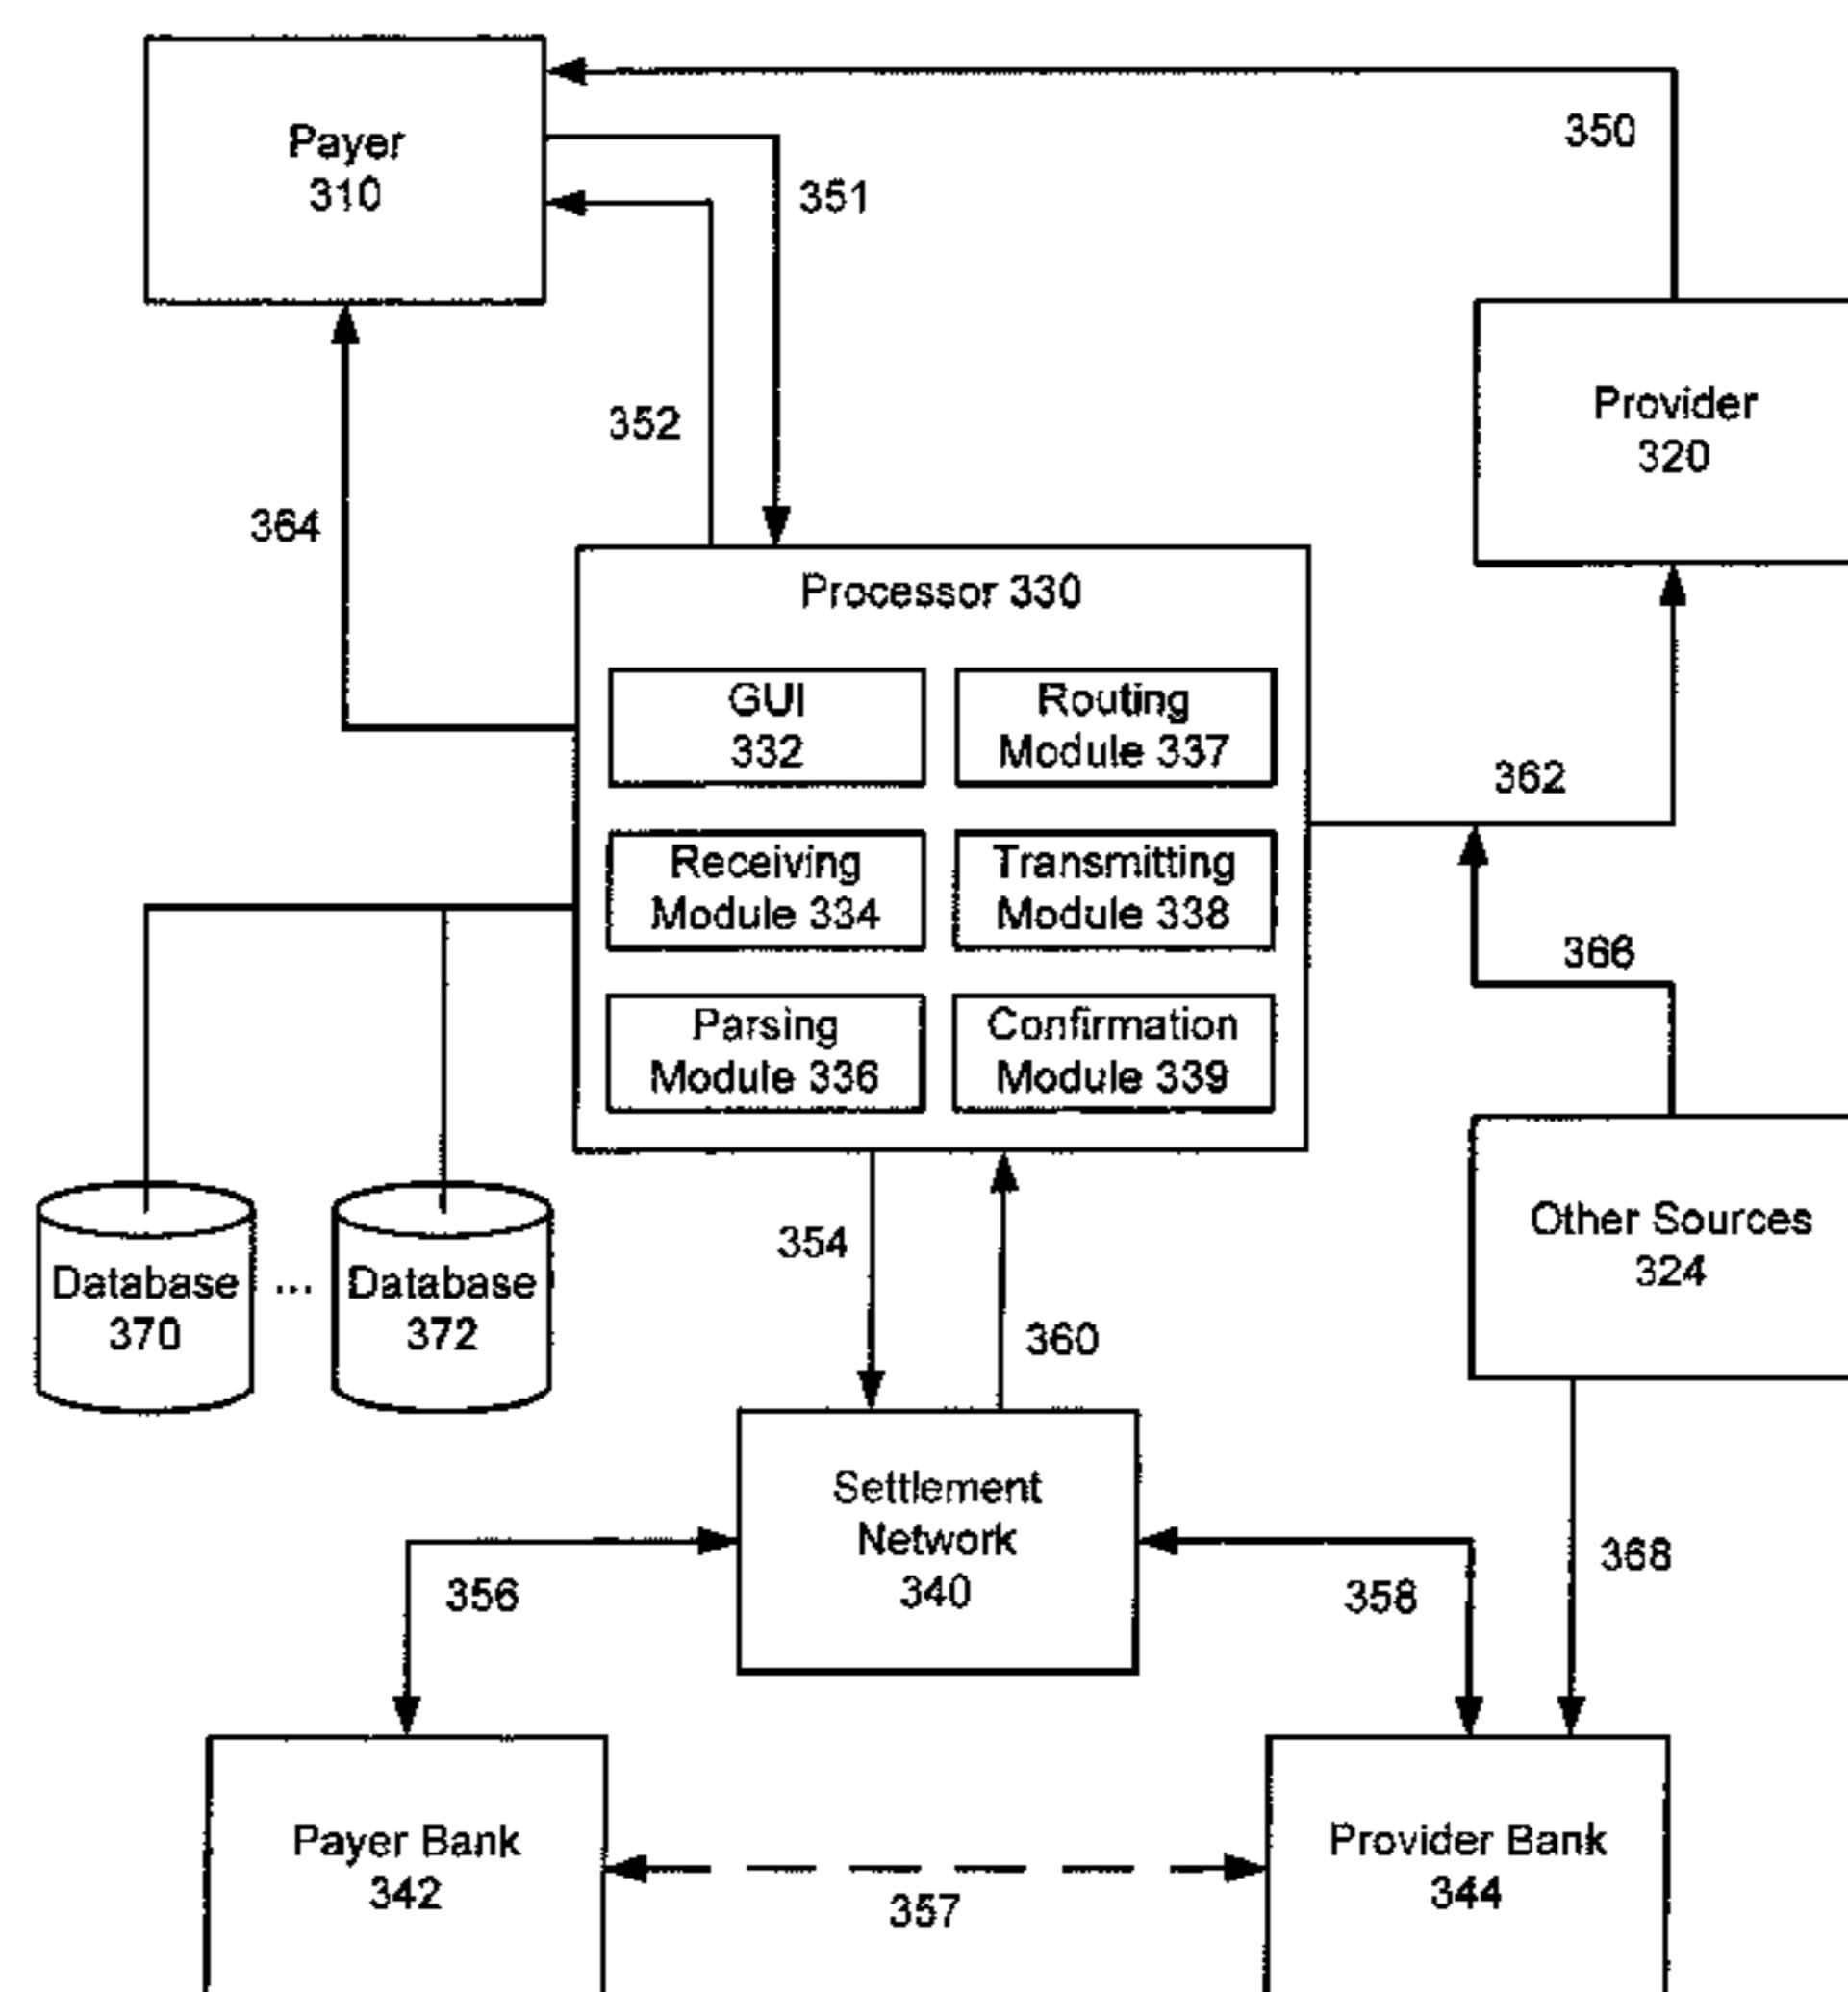 Payer
310
350
351
352
Provider
320
364
Processor 330
GUI
332
Routing
Module 337
362
Receiving
Module 334
Transmitting
Module 338
366
Parsing
Module 336
Confirmation
Module 339
Other Sources
324
354
Database
370
...
Database
372
360
Settlement
Network
340
356
358
368
Payer Bank
342
357
Provider Bank
344